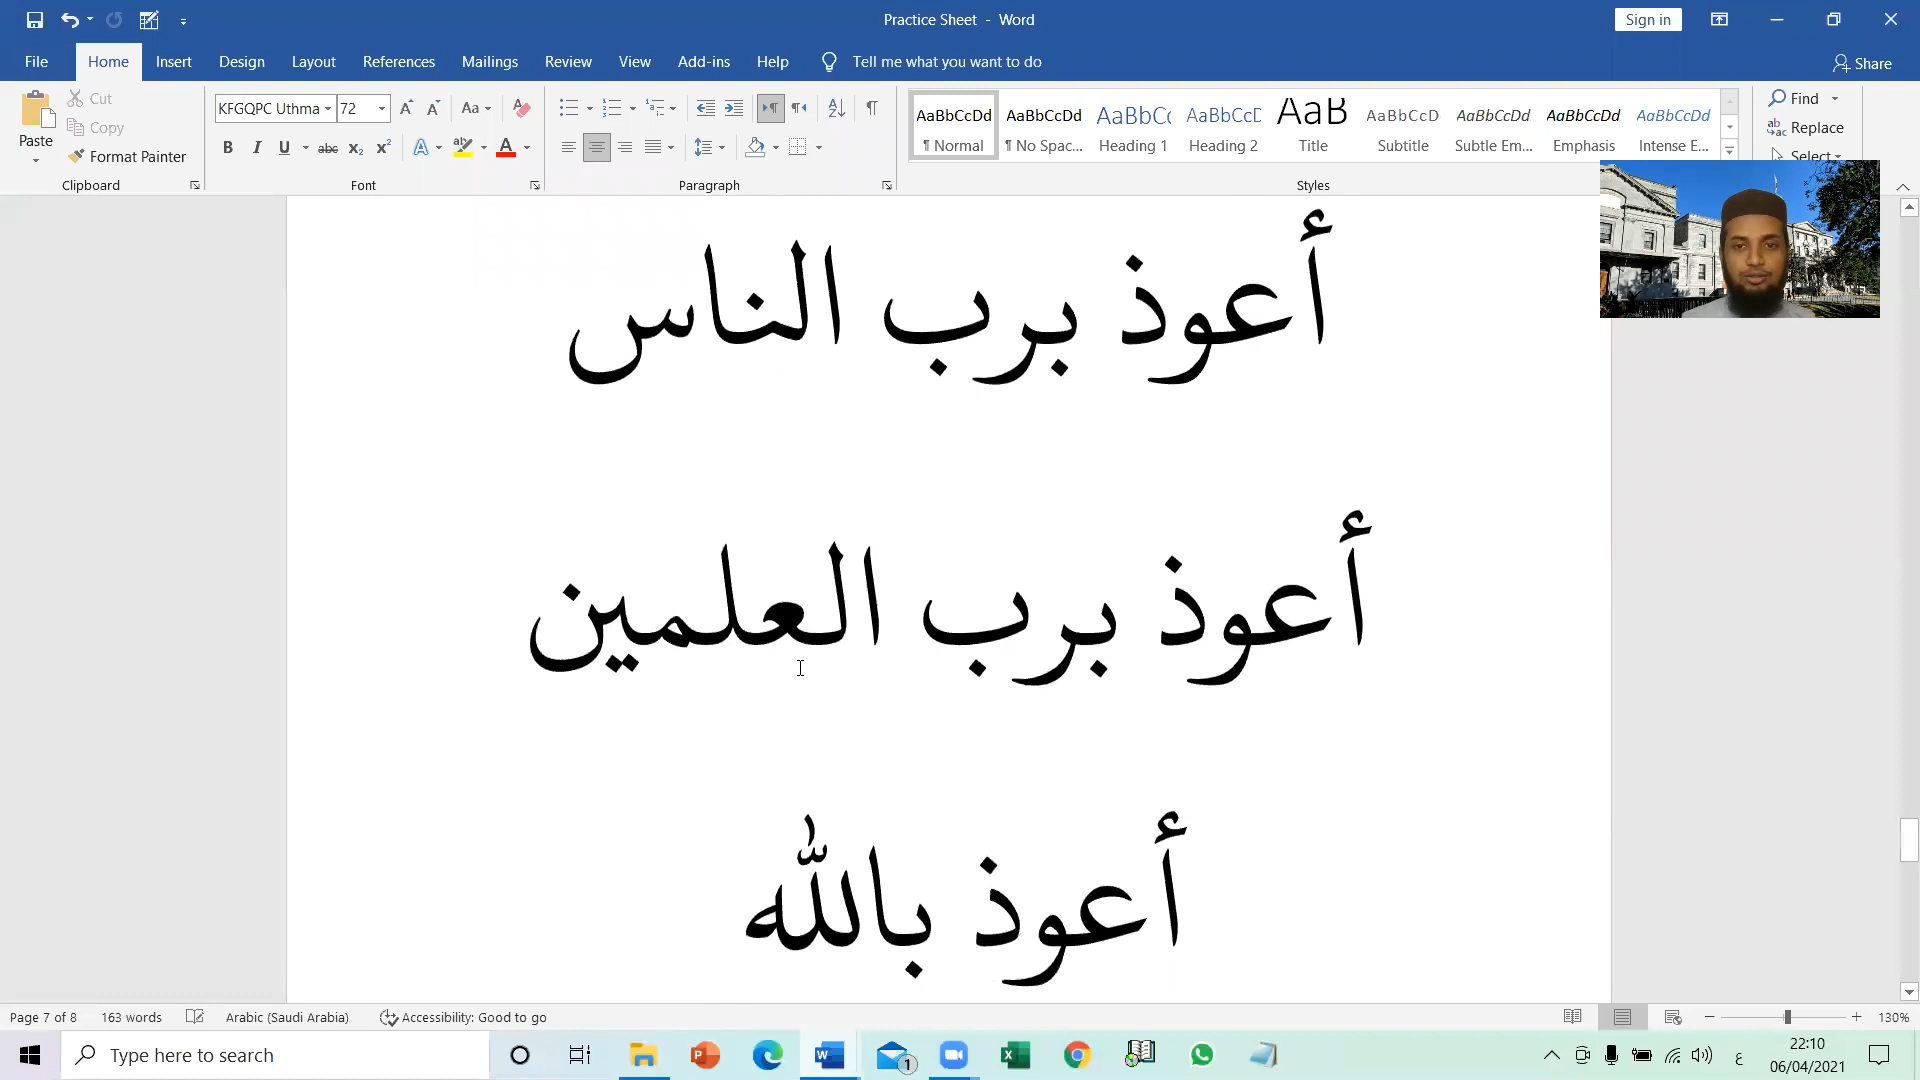 Practice Sheet - Word
Sign in
File Home Insert Design Layout References Mailings Review View Add-ins Help Tell me what you want to do Share
Paste
Cut
Copy
Format Painter
Clipboard
KFGQPC Uthma 72
Font
Paragraph
AaBbCcDd AaBbCcDd AaBbCc AaBbCcE AaB AaBbCcD AaBbCcDd AaBbCcDd AaBbCcDd
¶ Normal ¶ No Spac... Heading 1 Heading 2 Title Subtitle Subtle Em... Emphasis Intense E...
Styles
Find
Replace
Select
أعوذ برب الناس
أعوذ برب العلمين
أعوذ بالله
Page 7 of 8 163 words Arabic (Saudi Arabia) Accessibility: Good to go 130%
Type here to search
1
ع
22:10
06/04/2021